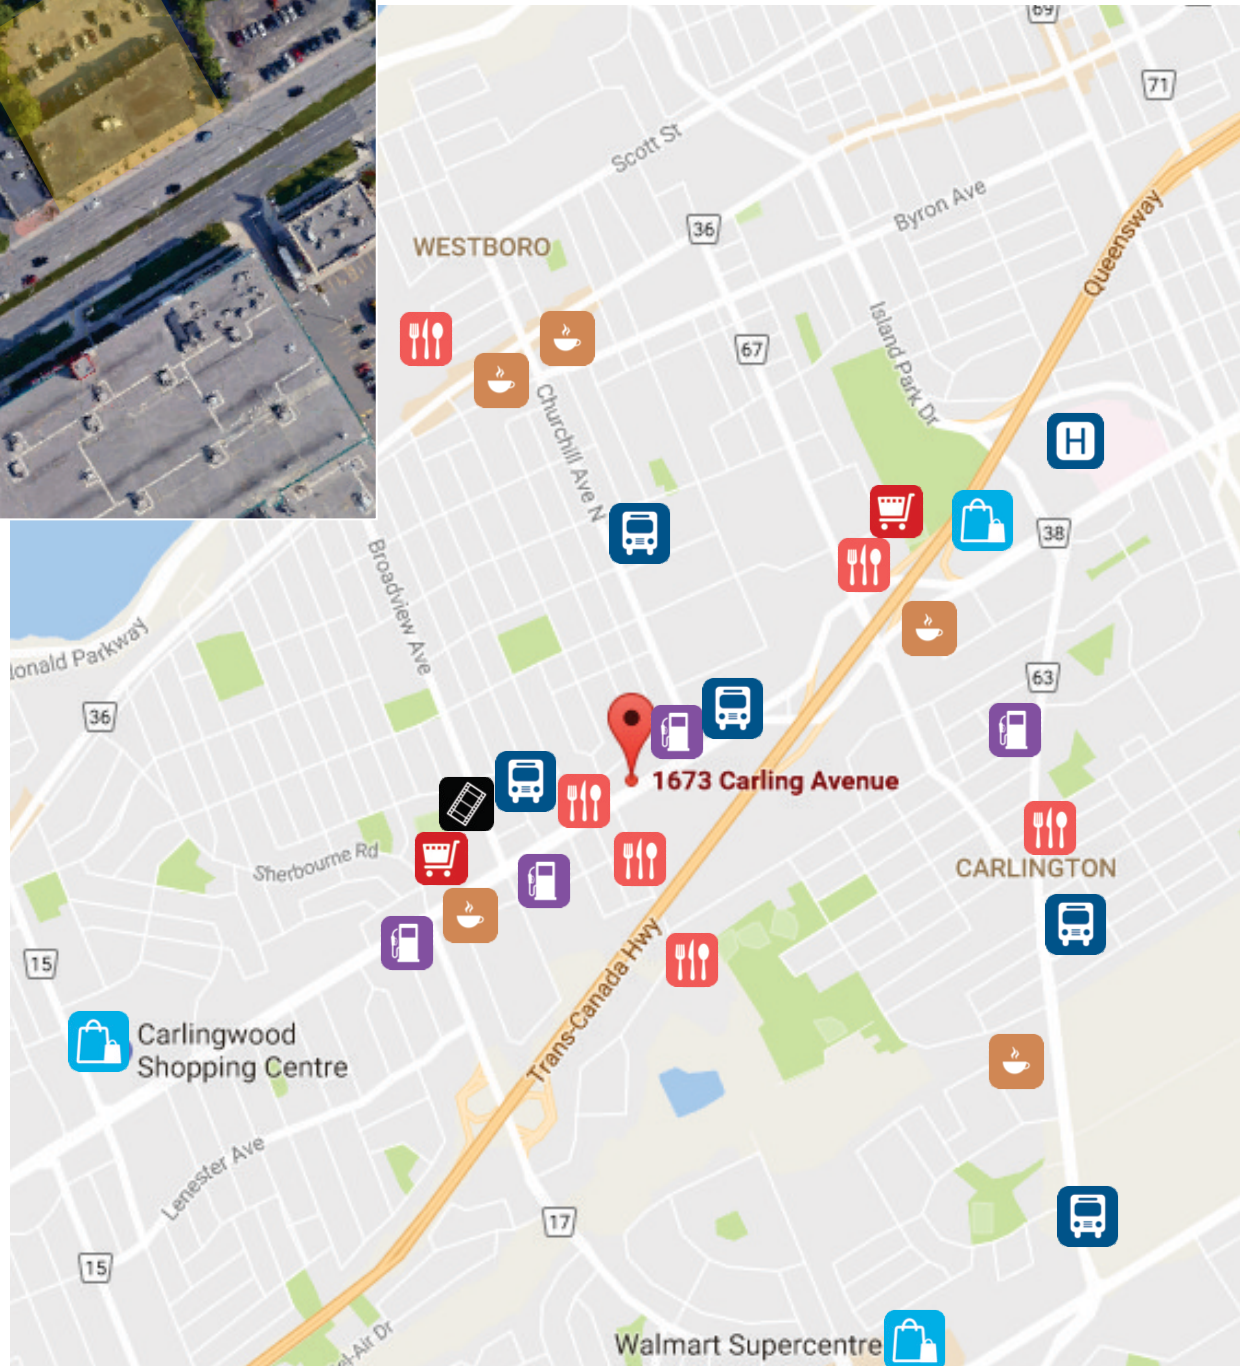 69
71
Scott St
Byron Ave
36
Queensway
WESTBORO
Island Park Dr
67
Churchill Ave N
H
38
Broadview Ave
onald Parkway
63
36
1673 Carling Avenue
Sherbourne Rd
CARLINGTON
Trans-Canada Hwy
15
Carlingwood
Shopping Centre
Lenester Ave
17
15
el-Air Dr
Walmart Supercentre